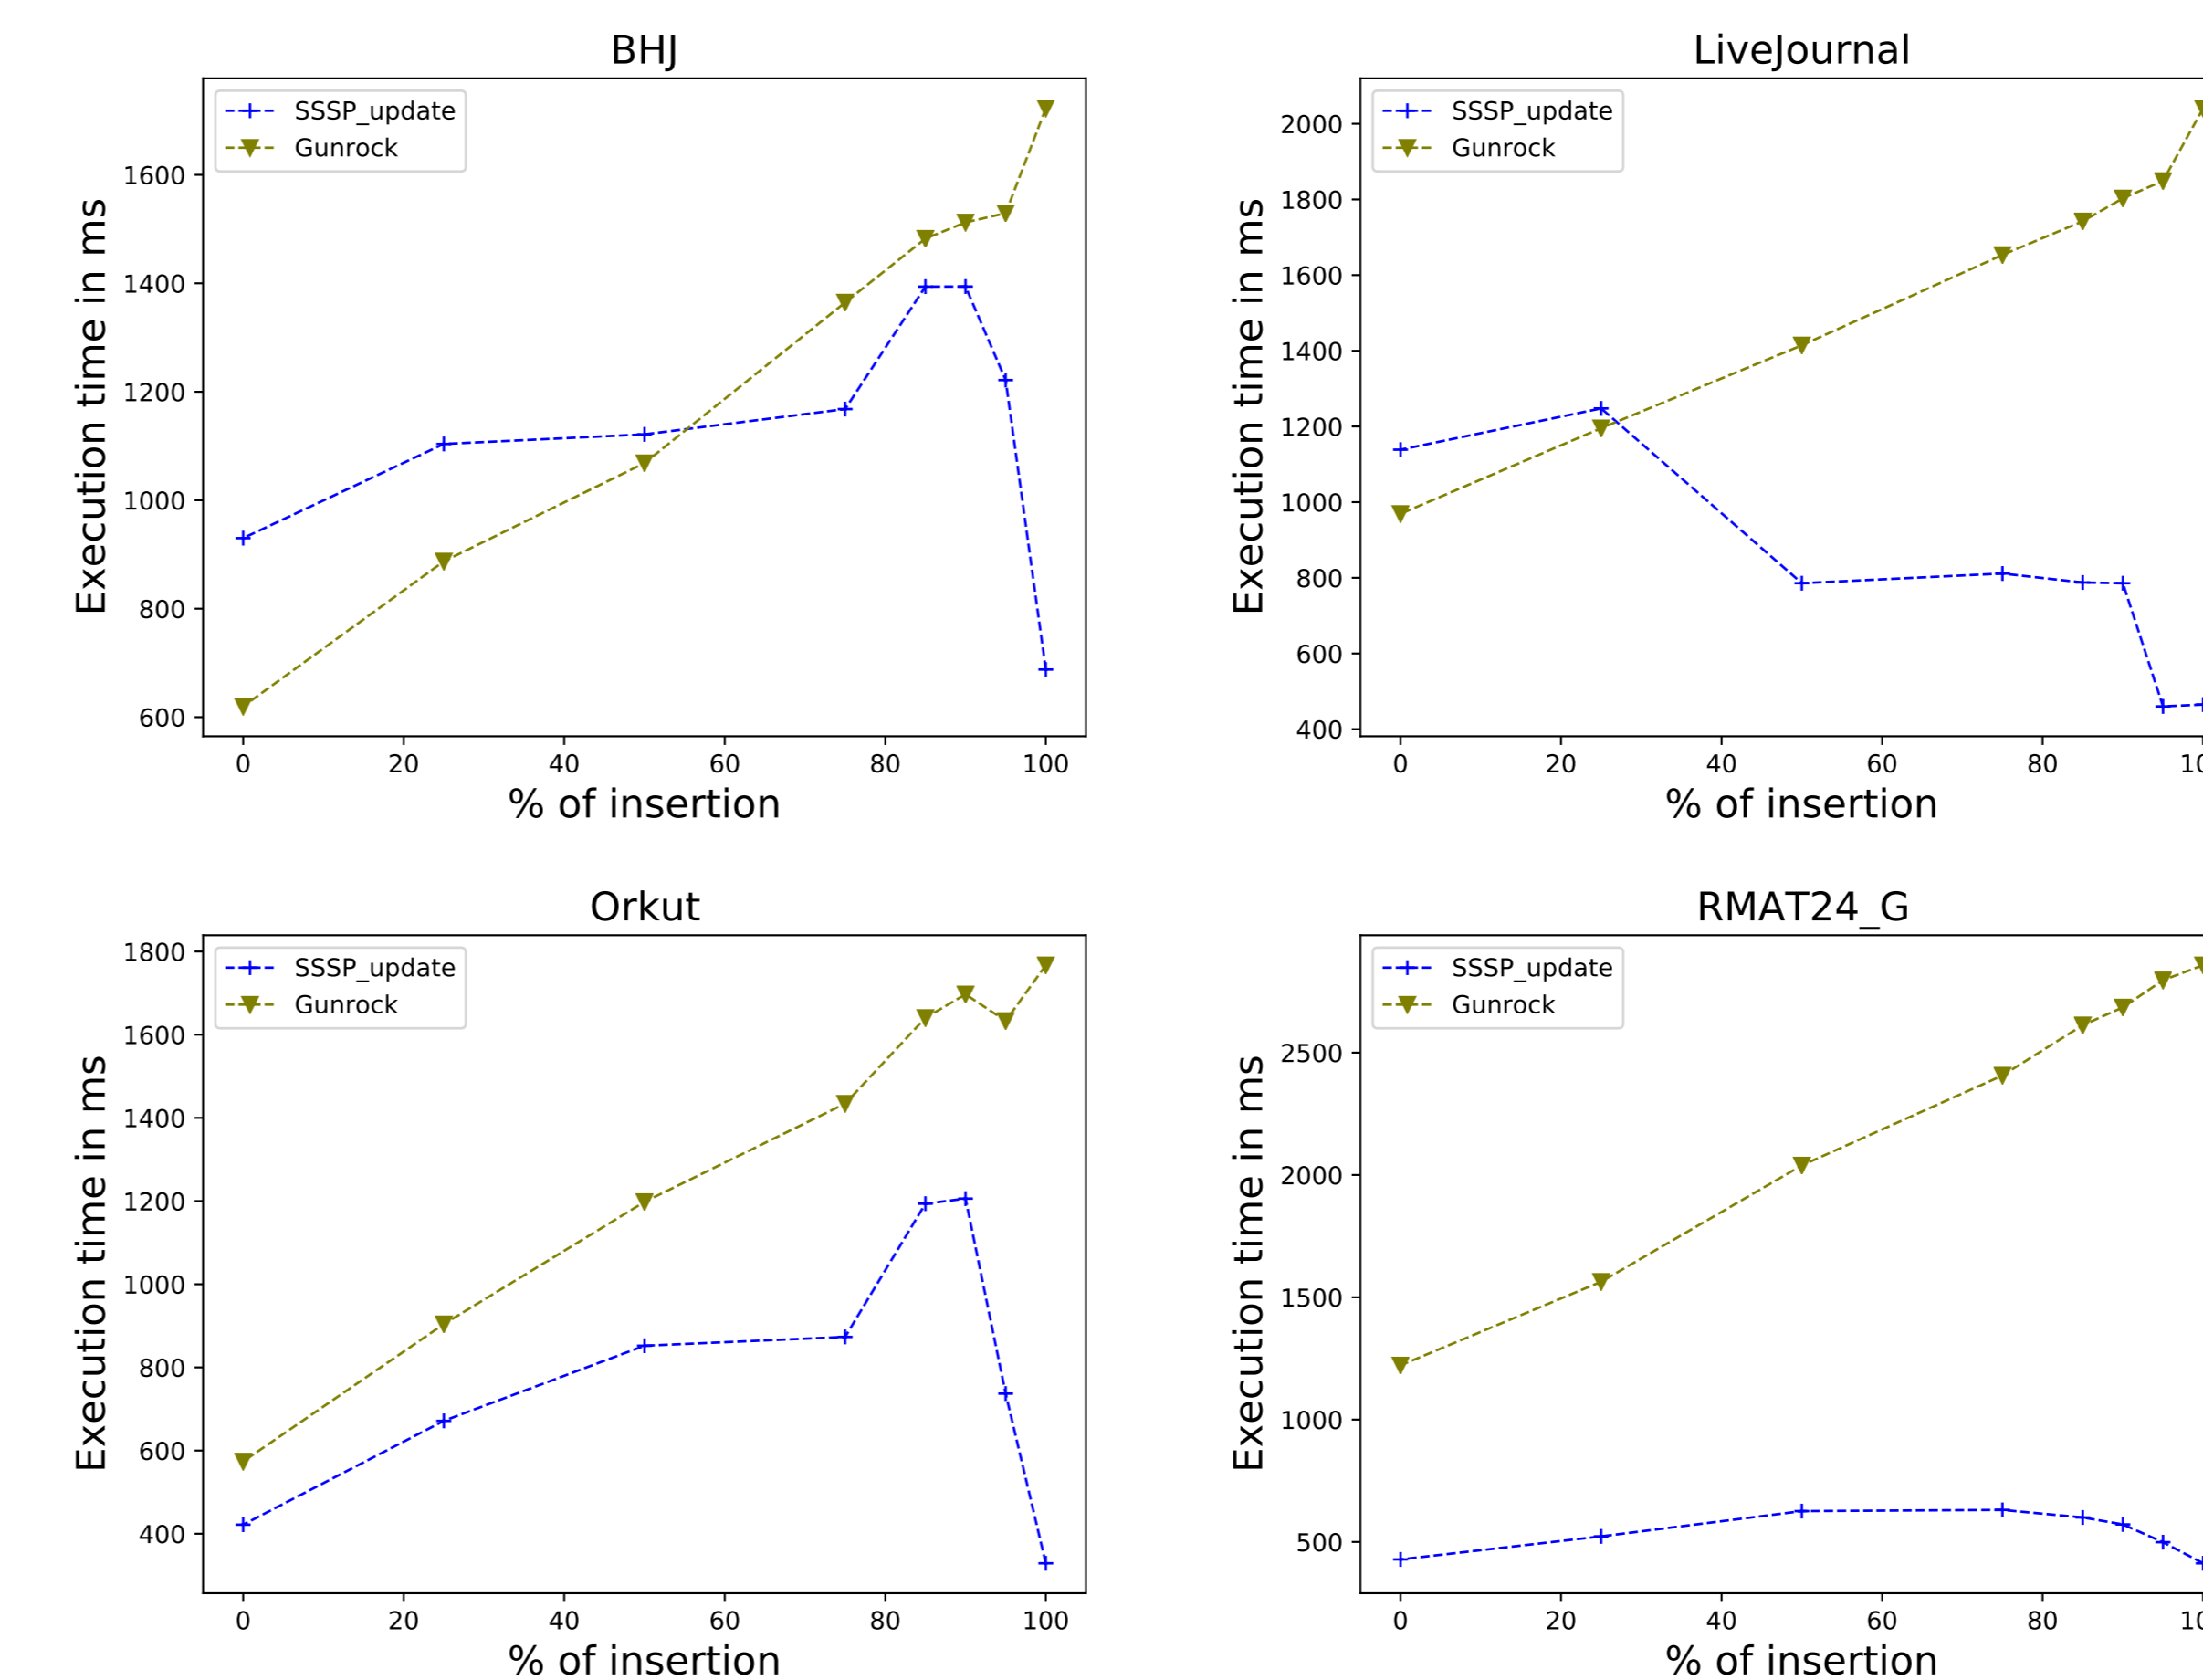 BHJ
SSSP_update
Gunrock
1600
1400
1200
1000
800
600
0 20 40 60 80 100
% of insertion
Execution time in ms
LiveJournal
SSSP_update
Gunrock
2000
1800
1600
1400
1200
1000
800
600
400
0 20 40 60 80
% of insertion
Execution time in ms
Orkut
SSSP_update
Gunrock
1800
1600
1400
1200
1000
800
600
400
0 20 40 60 80 100
% of insertion
Execution time in ms
RMAT24_G
SSSP_update
Gunrock
2500
2000
1500
1000
500
0 20 40 60 80
% of insertion
Execution time in ms